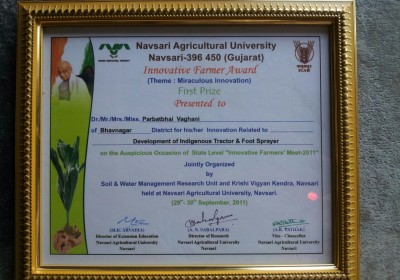 Navsari Agricultural University
Navsari-396 450 (Gujarat)
Innovative Farmer Award
(Theme : Miraculous Innovation)
First Prize
Presented to
Dr./Mr./Mrs./Miss. Parbatbhai Vaghani
of Bhavnagar District for his/her Innovation Related to
Development of Indigenous Tractor & Foot Sprayer
on the Auspicious Occasion of State Level "Innovative Farmers' Meet-2011"
Jointly Organized
by
Soil & Water Management Research Unit and Krishi Vigyan Kendra, Navsari
held at Navsari Agricultural University, Navsari.
(29th- 30th September, 2011)
Director of Extension Education
Navsari Agricultural University
Navsari
(A. N. SABALPARA)
Director of Research
Navsari Agricultural University
Navsari
(A.R. PATHAK)
Vice - Chancellor
Navsari Agricultural University
Navsari